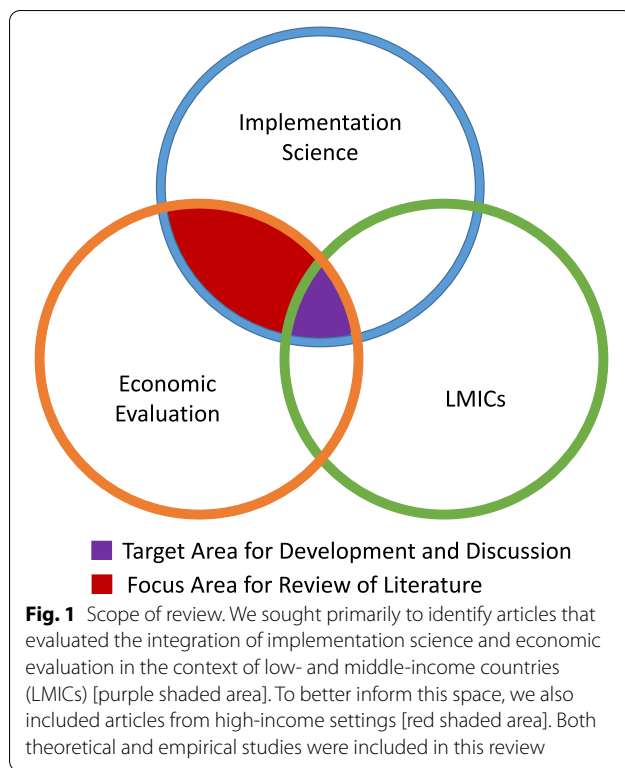 Implementation
Science
Economic
Evaluation
LMICs
Target Area for Development and Discussion
Focus Area for Review of Literature
Fig. 1 Scope of review. We sought primarily to identify articles that
evaluated the integration of implementation science and economic
evaluation in the context of low- and middle-income countries
(LMICs) [purple shaded area]. To better inform this space, we also
included articles from high-income settings [red shaded area]. Both
theoretical and empirical studies were included in this review